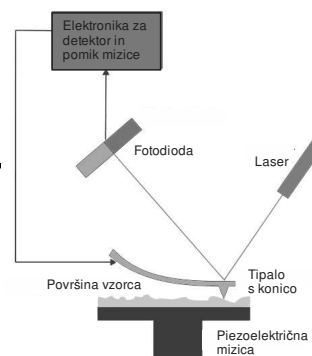 Elektronika za
detektor in
pomik mizice
Fotodioda
Laser
Površina vzorca
Tipalo
s konico
Piezoelektrična
mizica